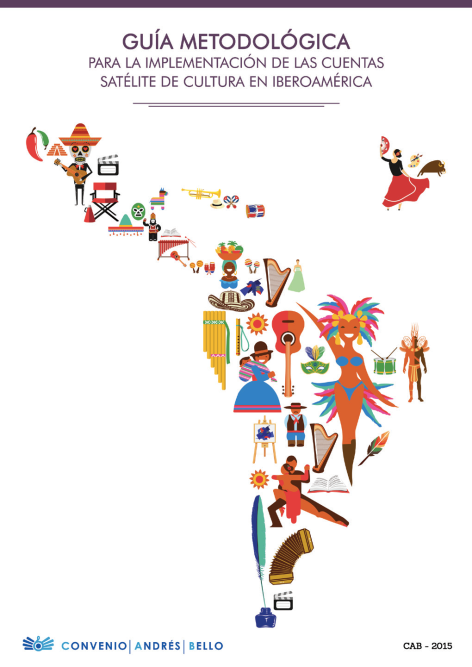 GUÍA METODOLÓGICA
PARA LA IMPLEMENTACIÓN DE LAS CUENTAS
SATÉLITE DE CULTURA EN IBEROAMÉRICA
CONVENIO|ANDRÉS|BELLO
CAB - 2015